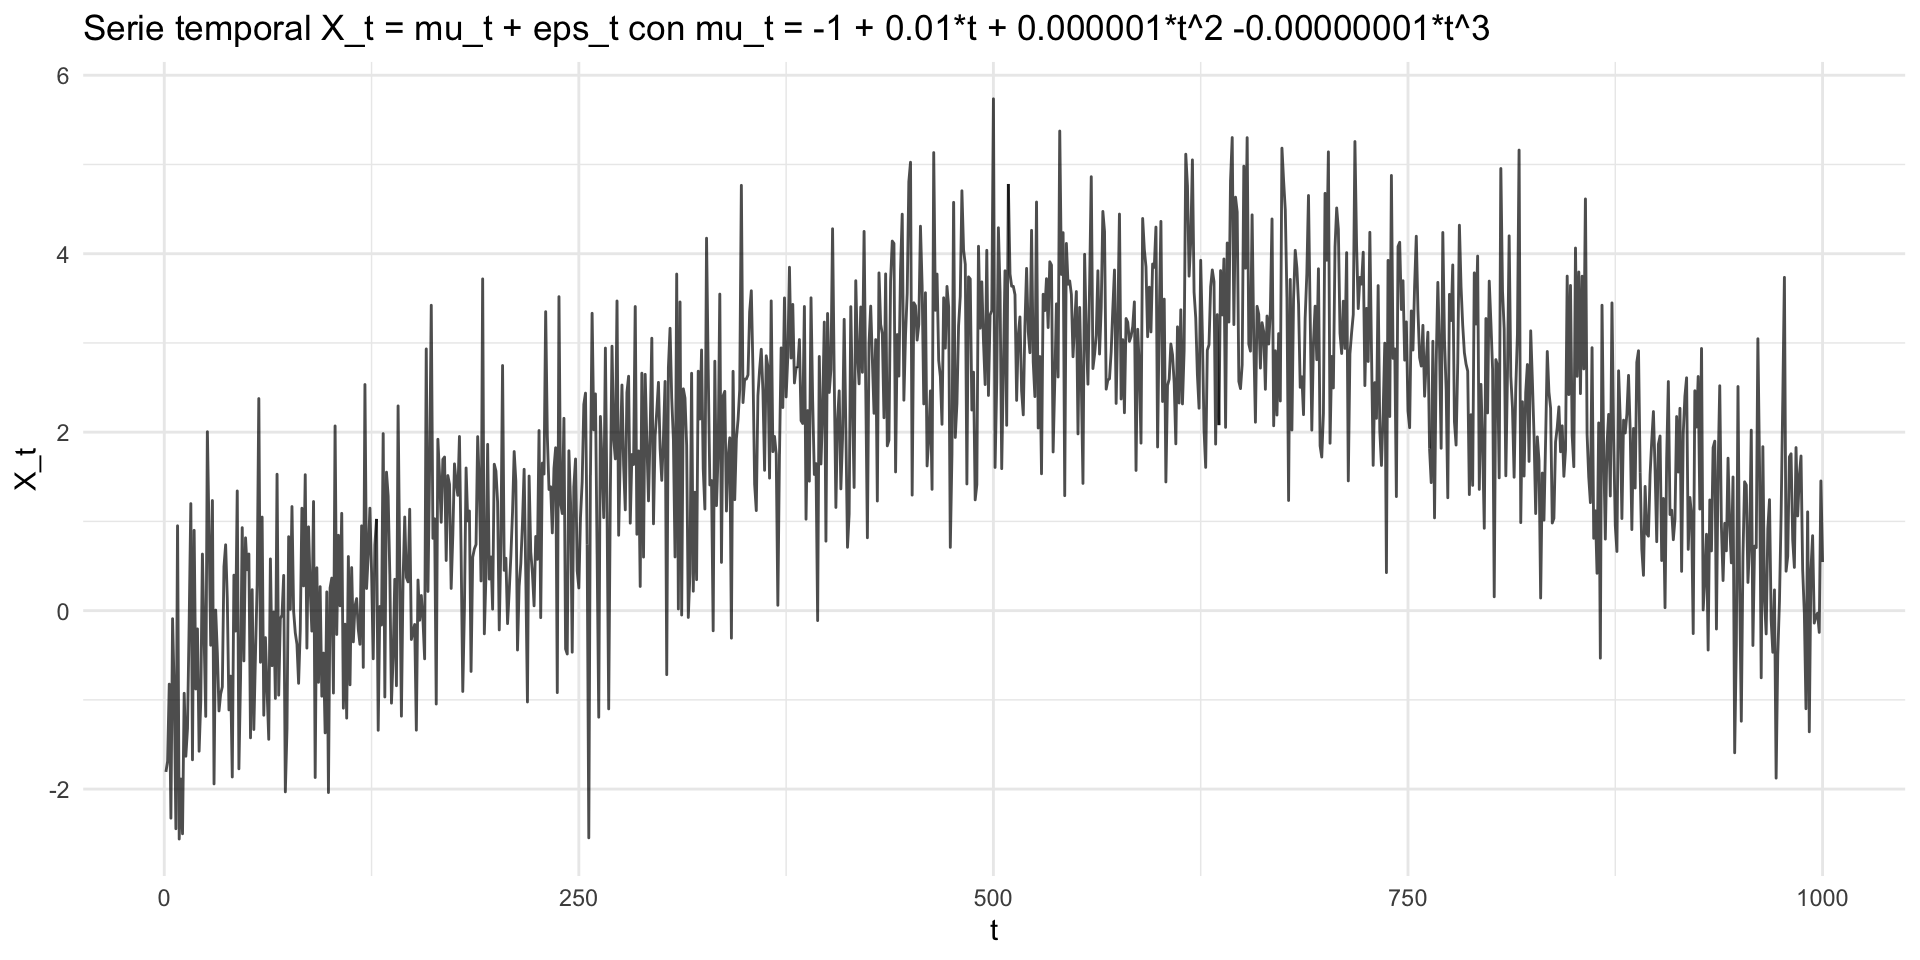 Serie temporal X_t = mu_t + eps_t con mu_t = -1 + 0.01*t + 0.000001*t^2 -0.00000001*t^3
6
4
2
0
-2
X_t
0 250 500 750 1000
t